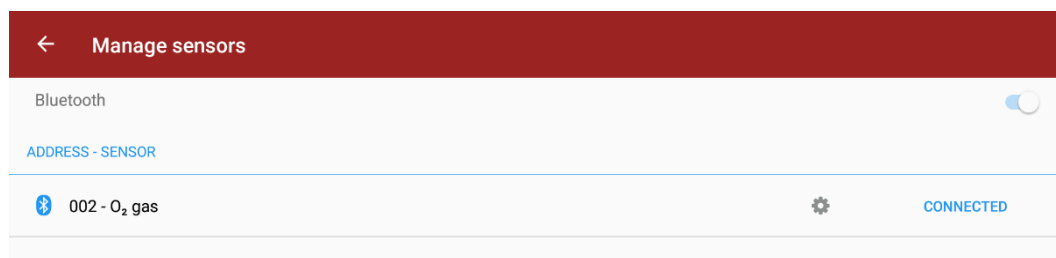 Manage sensors
Bluetooth
ADDRESS - SENSOR
002 - O₂ gas CONNECTED